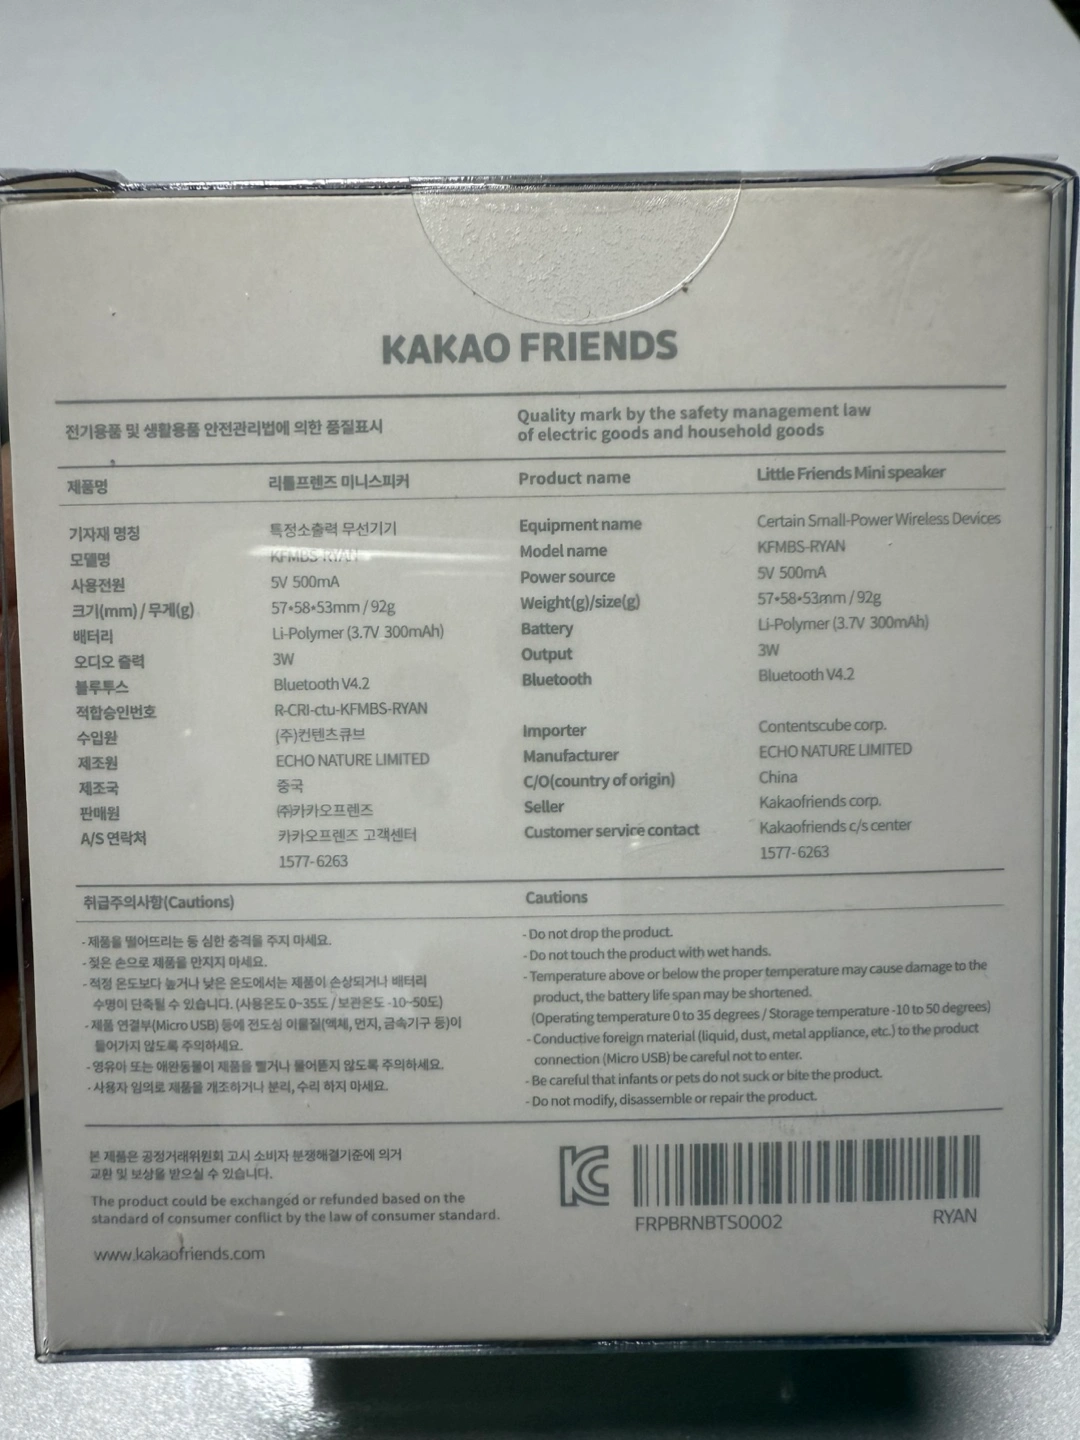 KAKAO FRIENDS
전기용품 및 생활용품 안전관리법에 의한 품질표시
Quality mark by the safety management law
of electric goods and household goods
제품명 리틀프렌즈 미니스피커
Product name Little Friends Mini speaker
기자재 명칭 특정소출력 무선기기
모델명 KFMBS-RYAN
사용전원 5V 500mA
크기(mm) / 무게(g) 57*58*53mm / 92g
배터리 Li-Polymer (3.7V 300mAh)
오디오 출력 3W
블루투스 Bluetooth V4.2
적합승인번호 R-CRI-ctu-KFMBS-RYAN
수입원 (주)컨텐츠큐브
제조원 ECHO NATURE LIMITED
제조국 중국
판매원 ㈜카카오프렌즈
A/S 연락처 카카오프렌즈 고객센터
1577-6263
Equipment name Certain Small-Power Wireless Devices
Model name KFMBS-RYAN
Power source 5V 500mA
Weight(g)/size(g) 57*58*53mm / 92g
Battery Li-Polymer (3.7V 300mAh)
Output 3W
Bluetooth Bluetooth V4.2
Importer Contentscube corp.
Manufacturer ECHO NATURE LIMITED
C/O(country of origin) China
Seller Kakaofriends corp.
Customer service contact Kakaofriends c/s center
1577-6263
취급주의사항(Cautions)
- 제품을 떨어뜨리는 등 심한 충격을 주지 마세요.
- 젖은 손으로 제품을 만지지 마세요.
- 적정 온도보다 높거나 낮은 온도에서는 제품이 손상되거나 배터리
수명이 단축될 수 있습니다. (사용온도 0~35도 / 보관온도 -10~50도)
- 제품 연결부(Micro USB) 등에 전도성 이물질(액체, 먼지, 금속기구 등)이
들어가지 않도록 주의하세요.
- 영유아 또는 애완동물이 제품을 빨거나 물어뜯지 않도록 주의하세요.
- 사용자 임의로 제품을 개조하거나 분리, 수리 하지 마세요.
Cautions
- Do not drop the product.
- Do not touch the product with wet hands.
- Temperature above or below the proper temperature may cause damage to the
product, the battery life span may be shortened.
(Operating temperature 0 to 35 degrees / Storage temperature -10 to 50 degrees)
- Conductive foreign material (liquid, dust, metal appliance, etc.) to the product
connection (Micro USB) be careful not to enter.
- Be careful that infants or pets do not suck or bite the product.
- Do not modify, disassemble or repair the product.
본 제품은 공정거래위원회 고시 소비자 분쟁해결기준에 의거
교환 및 보상을 받으실 수 있습니다.
The product could be exchanged or refunded based on the
standard of consumer conflict by the law of consumer standard.
www.kakaofriends.com
KC
FRPBRNBTS0002 RYAN